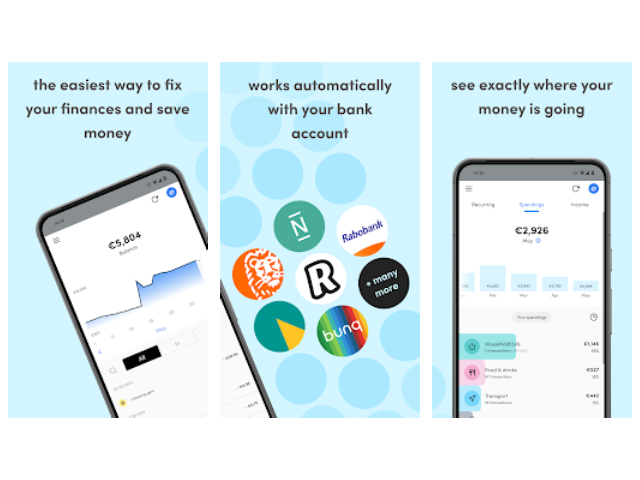 the easiest way to fix
your finances and save
money
€5,804
Balance
All
works automatically
with your bank
account
N
Rabobank
R
+ many
more
bunq
see exactly where your
money is going
Recurring
Spendings
Income
€2,926
May
Your spendings
Household bills
€1,146
Food & drinks
€527
Transport
€442